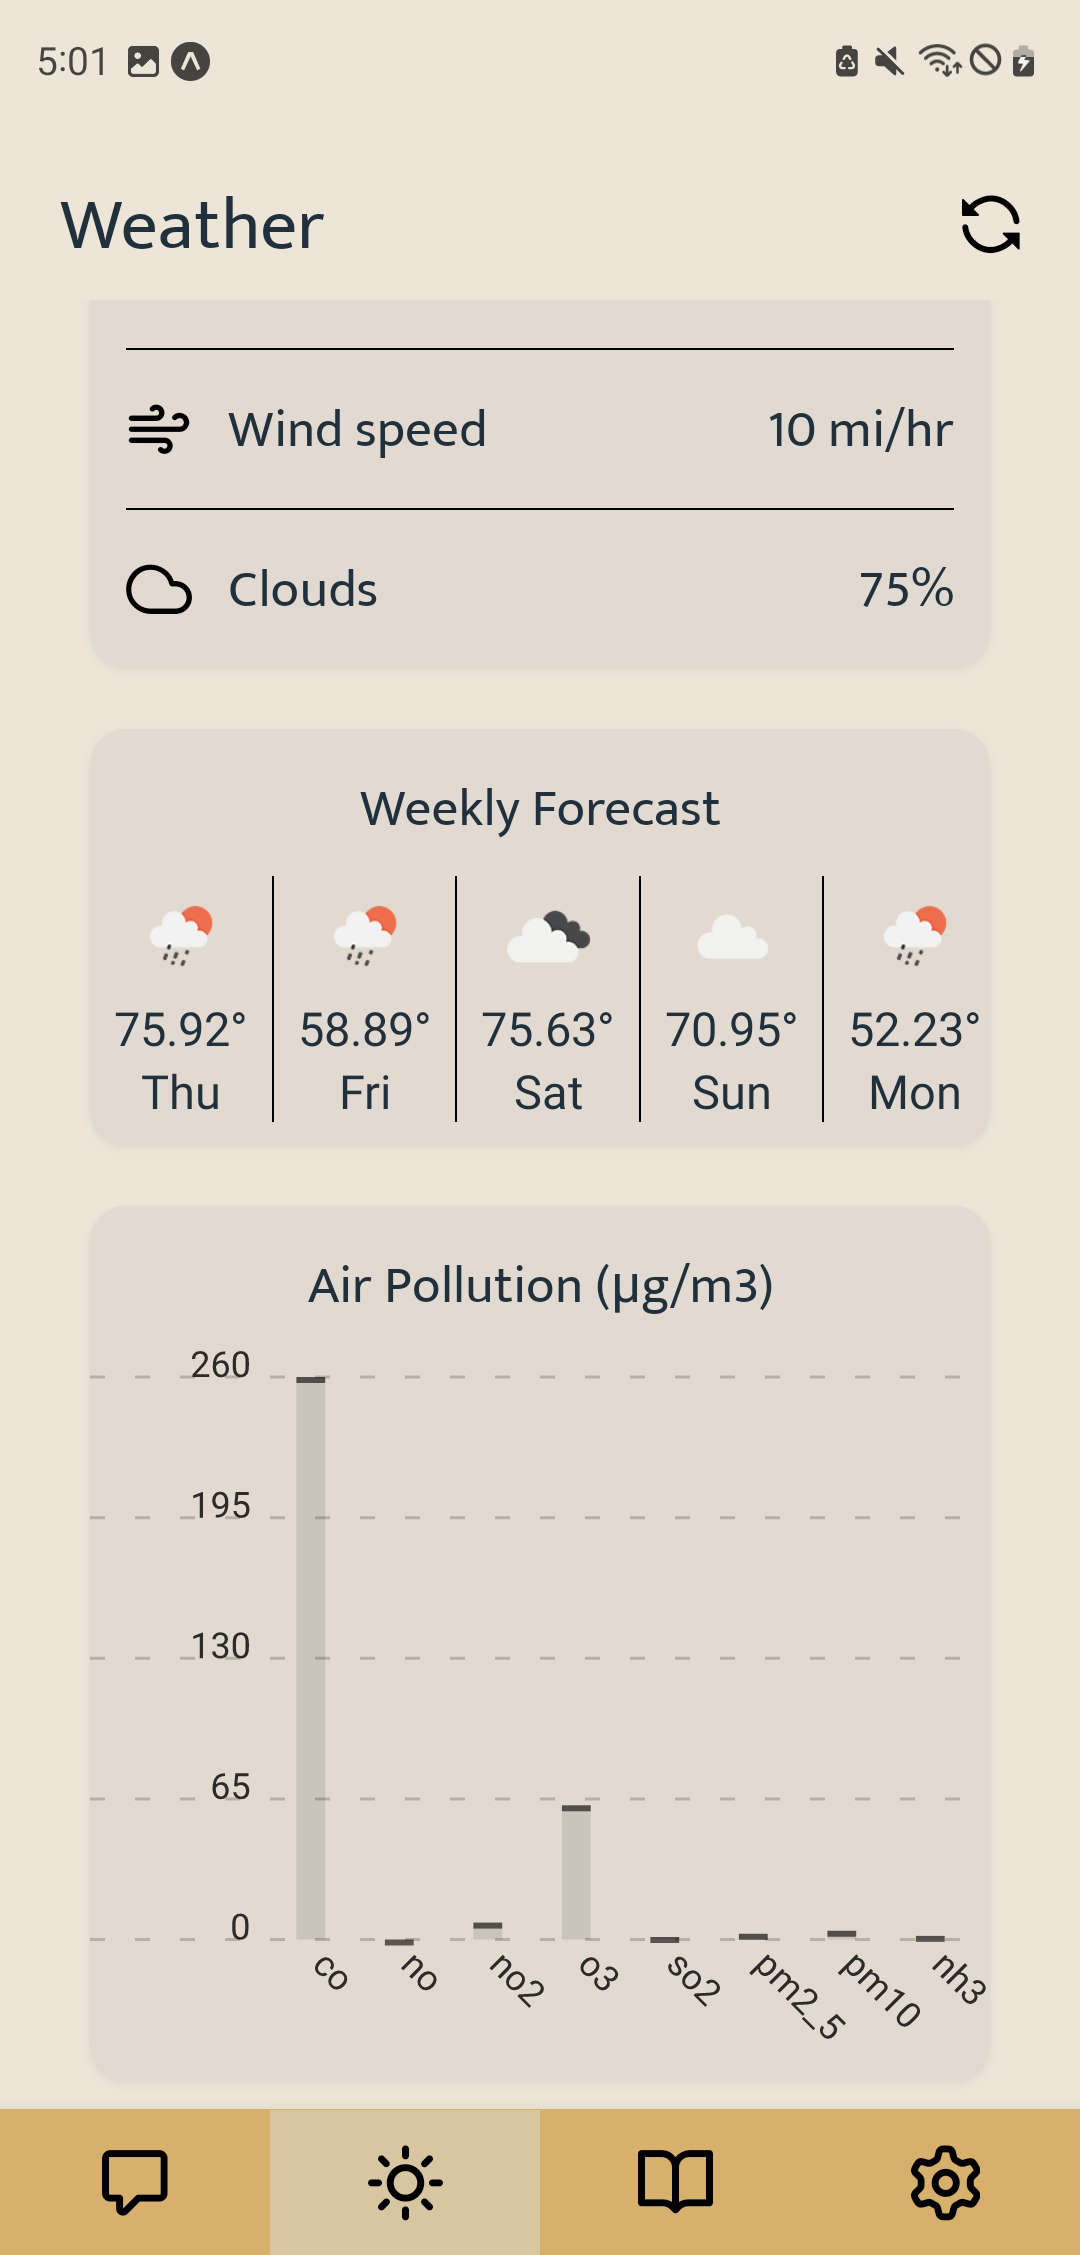 5:01
Weather
Wind speed 10 mi/hr
Clouds 75%
Weekly Forecast
75.92° 58.89° 75.63° 70.95° 52.23°
Thu Fri Sat Sun Mon
Air Pollution (µg/m3)
260
195
130
65
0
co no no2 o3 so2 pm2_5 pm10 nh3